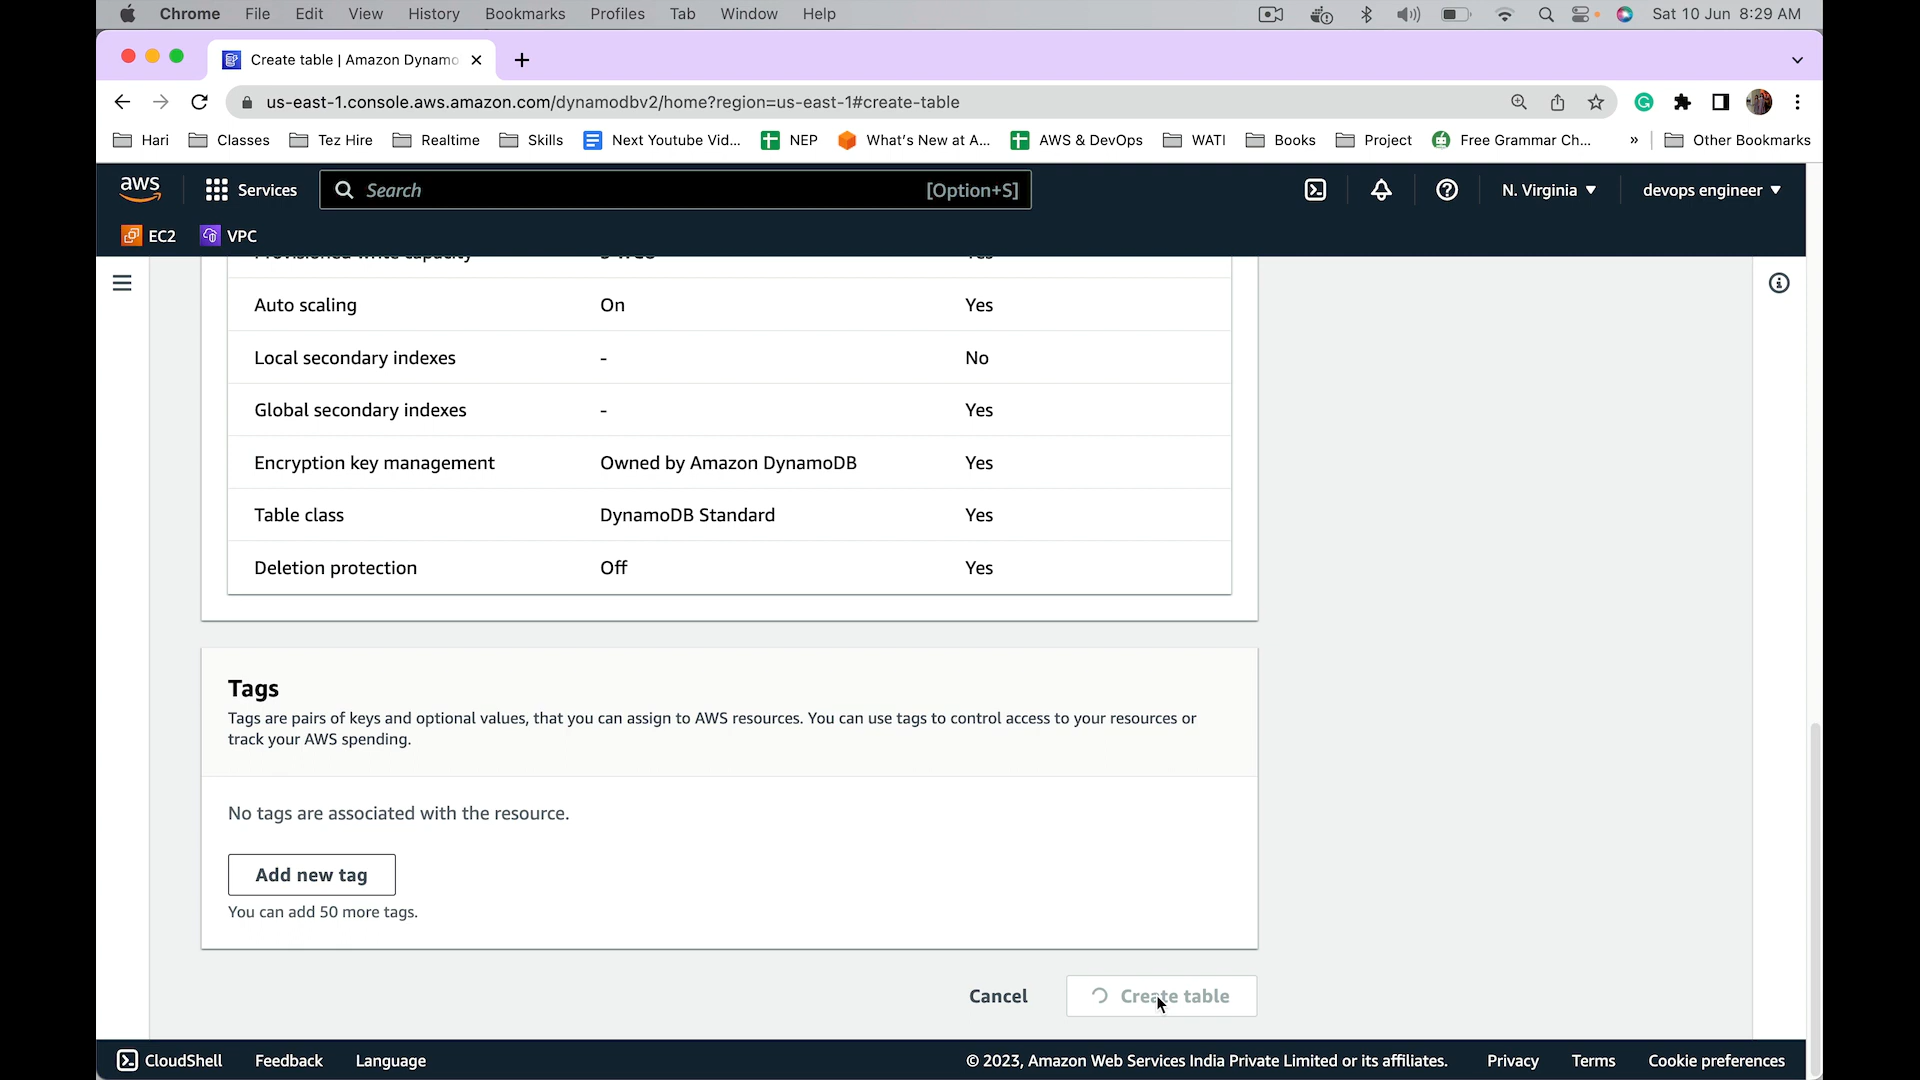 Chrome File Edit View History Bookmarks Profiles Tab Window Help Sat 10 Jun 8:29 AM
Create table | Amazon Dynamo
us-east-1.console.aws.amazon.com/dynamodbv2/home?region=us-east-1#create-table
Hari Classes Tez Hire Realtime Skills Next Youtube Vid... NEP What's New at A... AWS & DevOps WATI Books Project Free Grammar Ch... » Other Bookmarks
aws Services Search [Option+S] N. Virginia devops engineer
EC2 VPC
Provisioned write capacity 5 WCU Yes
Auto scaling On Yes
Local secondary indexes - No
Global secondary indexes - Yes
Encryption key management Owned by Amazon DynamoDB Yes
Table class DynamoDB Standard Yes
Deletion protection Off Yes
Tags
Tags are pairs of keys and optional values, that you can assign to AWS resources. You can use tags to control access to your resources or
track your AWS spending.
No tags are associated with the resource.
Add new tag
You can add 50 more tags.
Cancel Create table
CloudShell Feedback Language © 2023, Amazon Web Services India Private Limited or its affiliates. Privacy Terms Cookie preferences